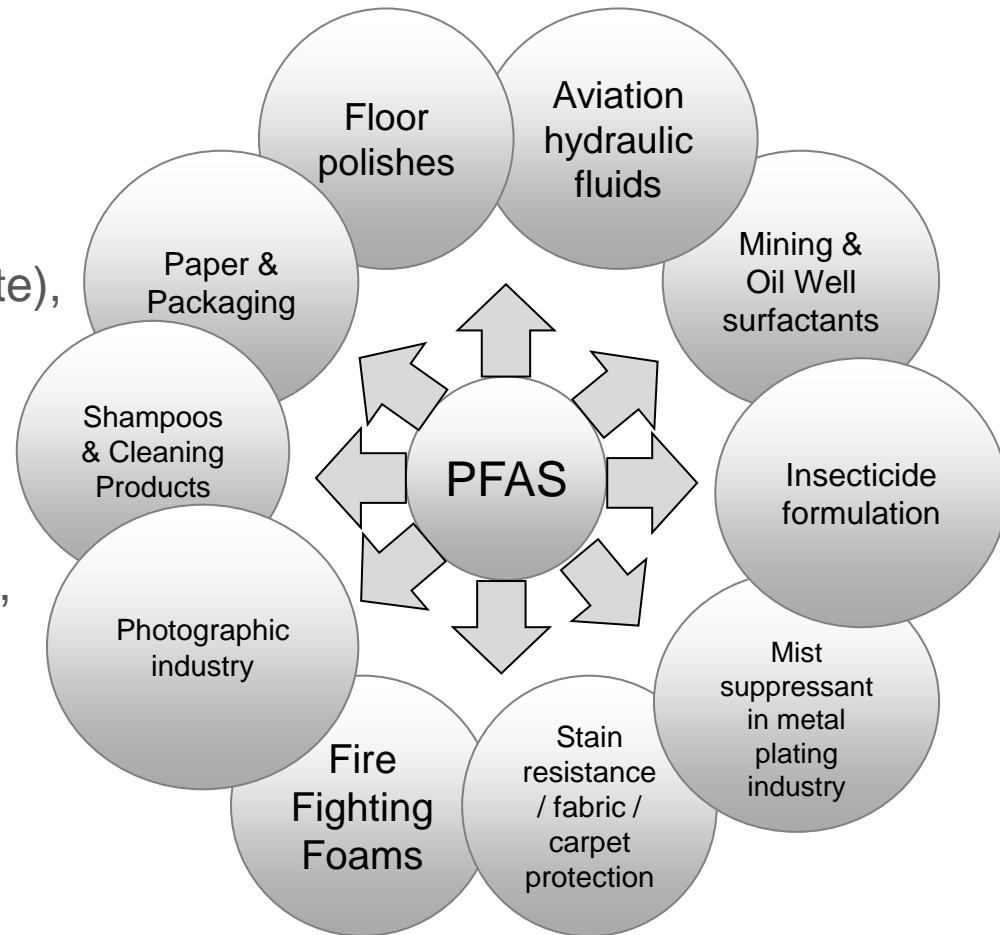 Floor
polishes
Aviation
hydraulic
fluids
Mining &
Oil Well
surfactants
Insecticide
formulation
Mist
suppressant
in metal
plating
industry
Stain
resistance
/ fabric /
carpet
protection
Fire
Fighting
Foams
Photographic
industry
Shampoos
& Cleaning
Products
Paper &
Packaging
PFAS
te),
,